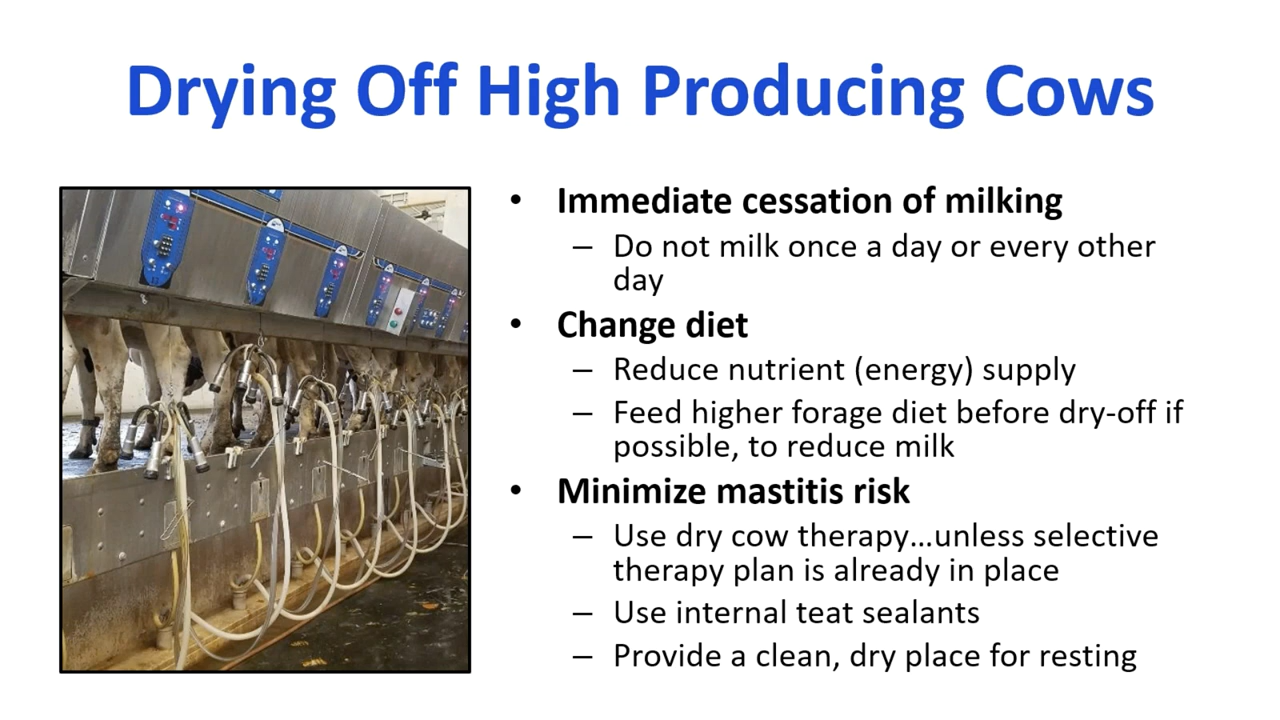 Drying Off High Producing Cows
• Immediate cessation of milking
– Do not milk once a day or every other
day
• Change diet
– Reduce nutrient (energy) supply
– Feed higher forage diet before dry-off if
possible, to reduce milk
• Minimize mastitis risk
– Use dry cow therapy...unless selective
therapy plan is already in place
– Use internal teat sealants
– Provide a clean, dry place for resting